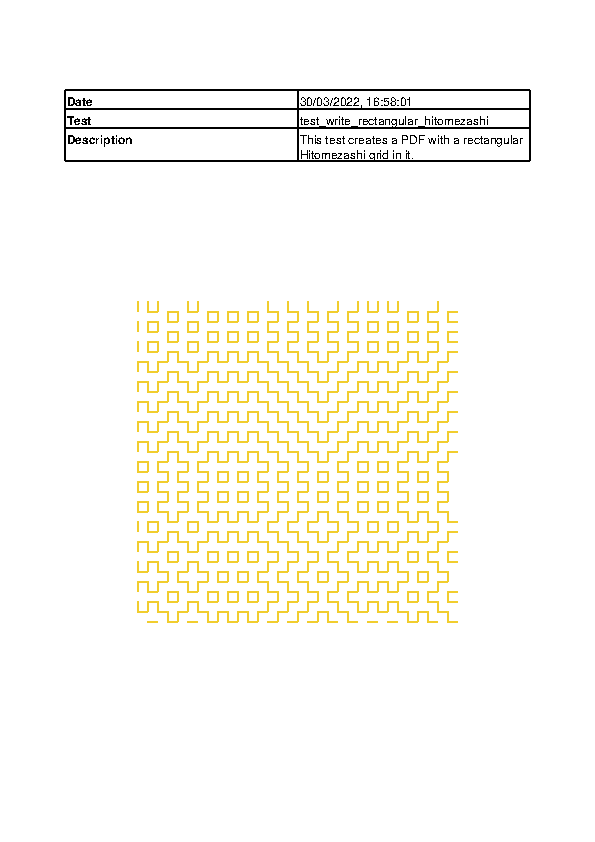 Date 30/03/2022, 16:58:01
Test test_write_rectangular_hitomezashi
Description This test creates a PDF with a rectangular
Hitomezashi grid in it.